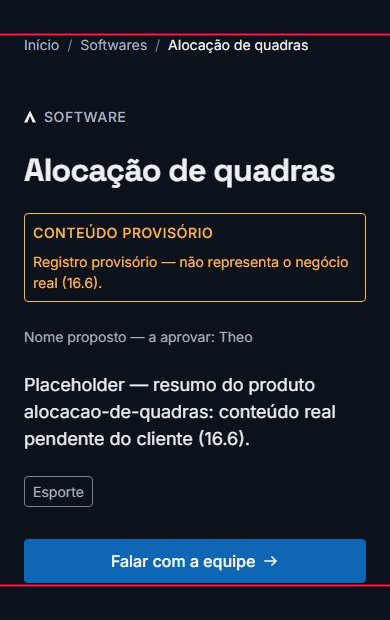 Início / Softwares / Alocação de quadras
SOFTWARE
Alocação de quadras
CONTEÚDO PROVISÓRIO
Registro provisório — não representa o negócio
real (16.6).
Nome proposto — a aprovar: Theo
Placeholder — resumo do produto
alocacao-de-quadras: conteúdo real
pendente do cliente (16.6).
Esporte
Falar com a equipe →